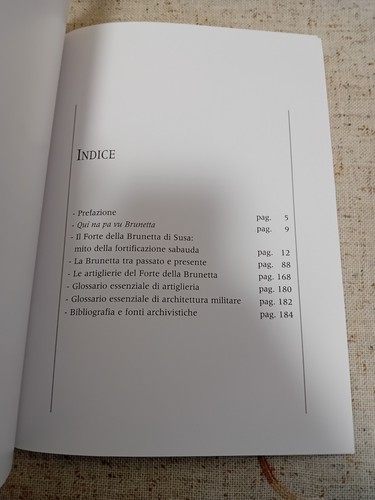 INDICE
- Prefazione pag. 5
- Qui na pa vu Brunetta pag. 9
- Il Forte della Brunetta di Susa:
mito della fortificazione sabauda pag. 12
- La Brunetta tra passato e presente pag. 88
- Le artiglierie del Forte della Brunetta pag. 168
- Glossario essenziale di artiglieria pag. 180
- Glossario essenziale di architettura militare pag. 182
- Bibliografia e fonti archivistiche pag. 184